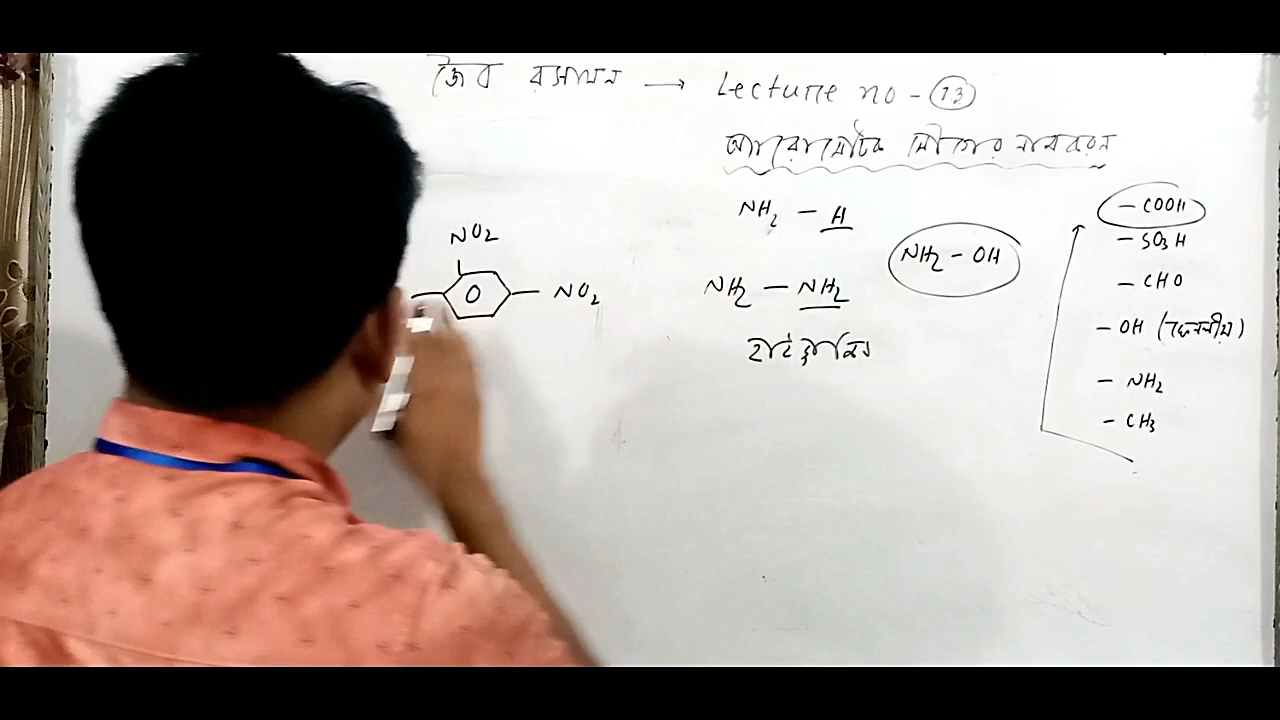 জৈব রসায়ন → Lecture no - 13
অ্যারোমেটিক যৌগের নামকরন
NO2
NO2
NH2 - H
NH2 - OH
NH2 - NH2
হাইড্রাজিন
- COOH
- SO3H
- CHO
- OH (ফেনলীয়)
- NH2
- CH3